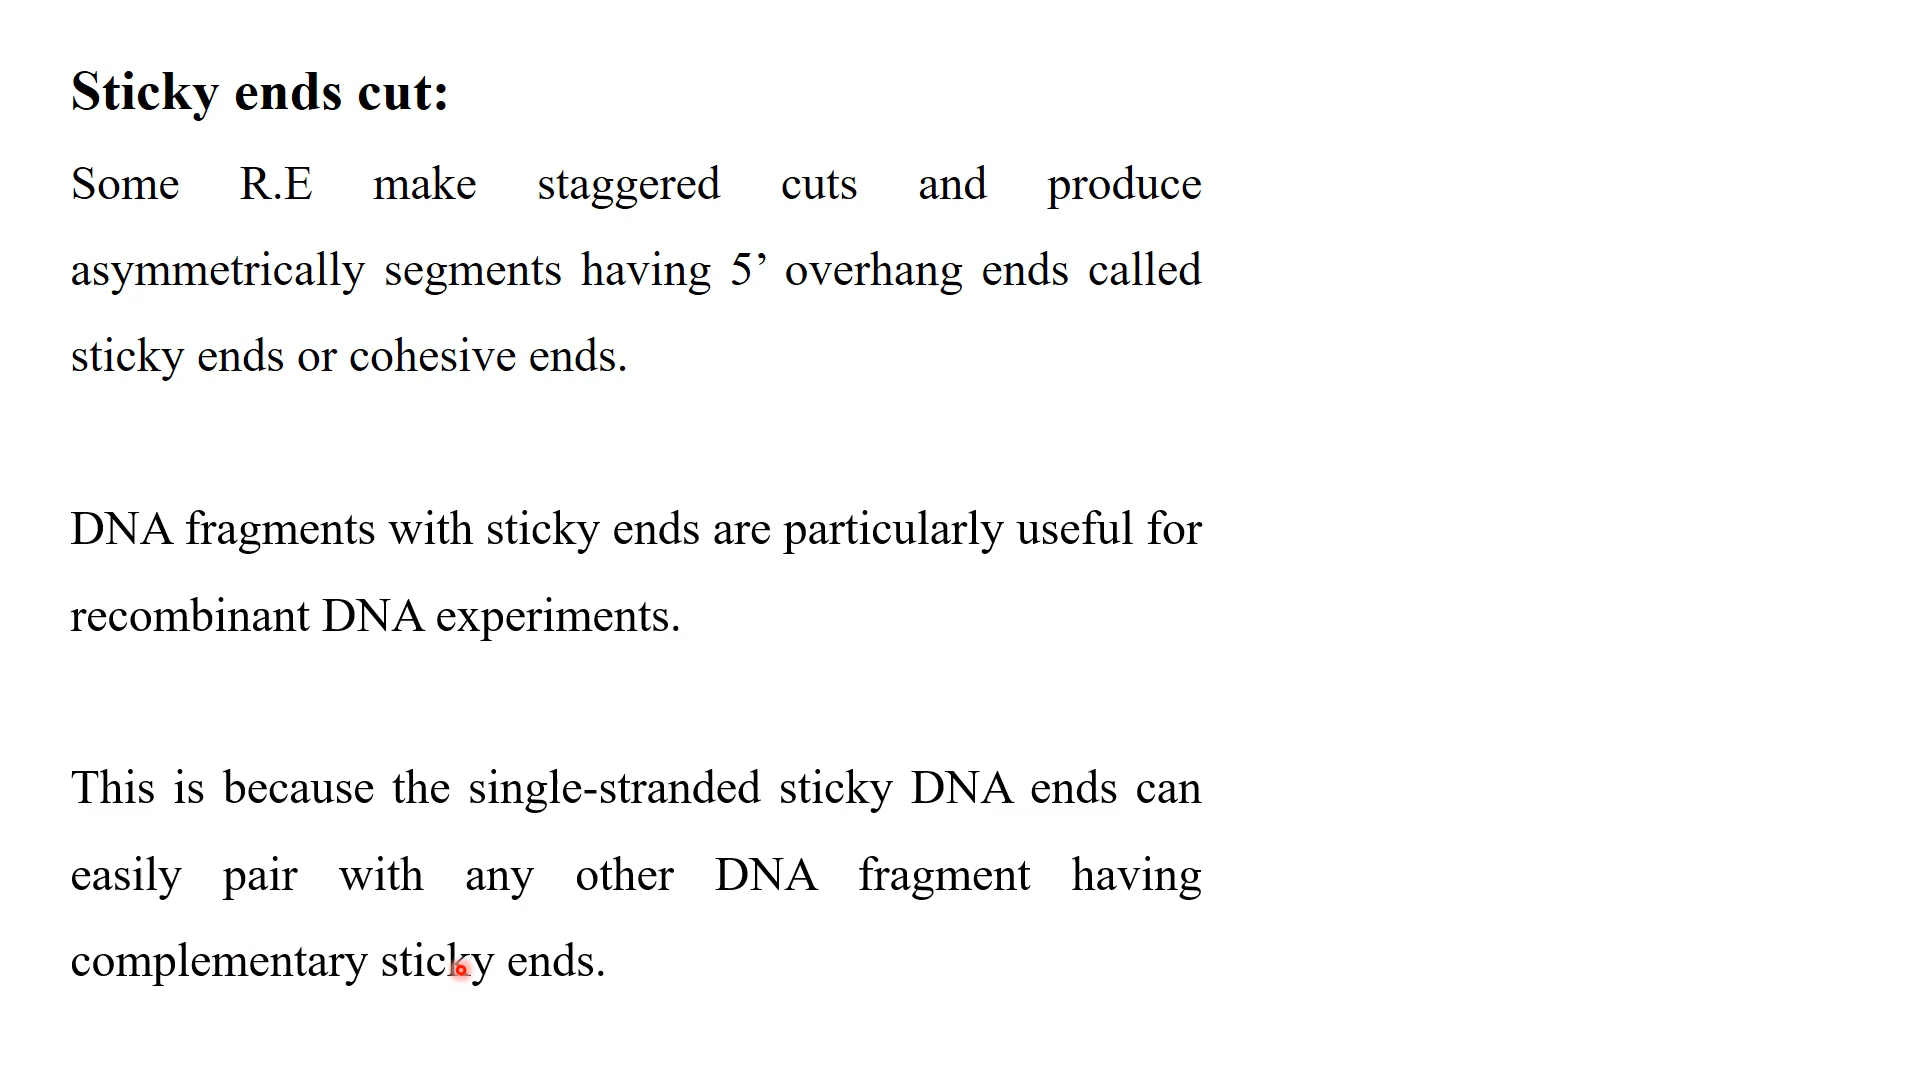 Sticky ends cut:
Some R.E make staggered cuts and produce
asymmetrically segments having 5’ overhang ends called
sticky ends or cohesive ends.
DNA fragments with sticky ends are particularly useful for
recombinant DNA experiments.
This is because the single-stranded sticky DNA ends can
easily pair with any other DNA fragment having
complementary sticky ends.